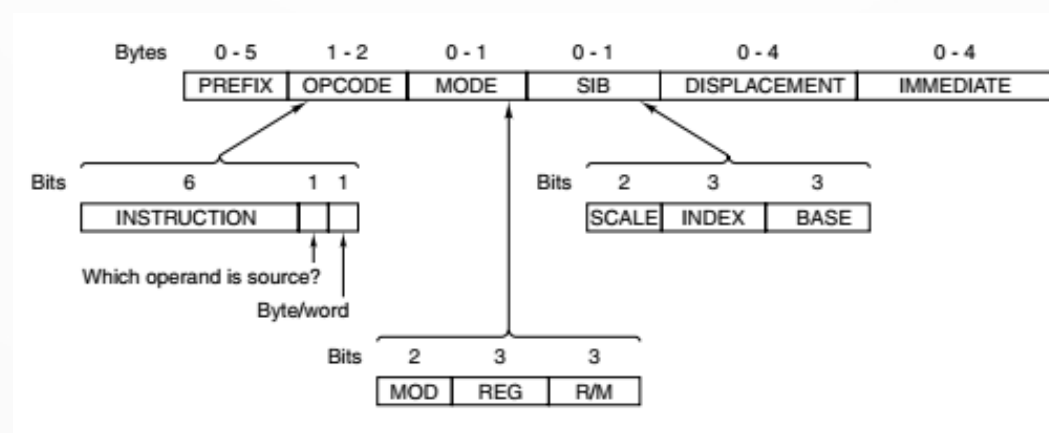 Bytes 0 - 5 1 - 2 0 - 1 0 - 1 0 - 4 0 - 4
PREFIX OPCODE MODE SIB DISPLACEMENT IMMEDIATE
Bits 6 1 1 Bits 2 3 3
INSTRUCTION SCALE INDEX BASE
Which operand is source?
Byte/word
Bits 2 3 3
MOD REG R/M